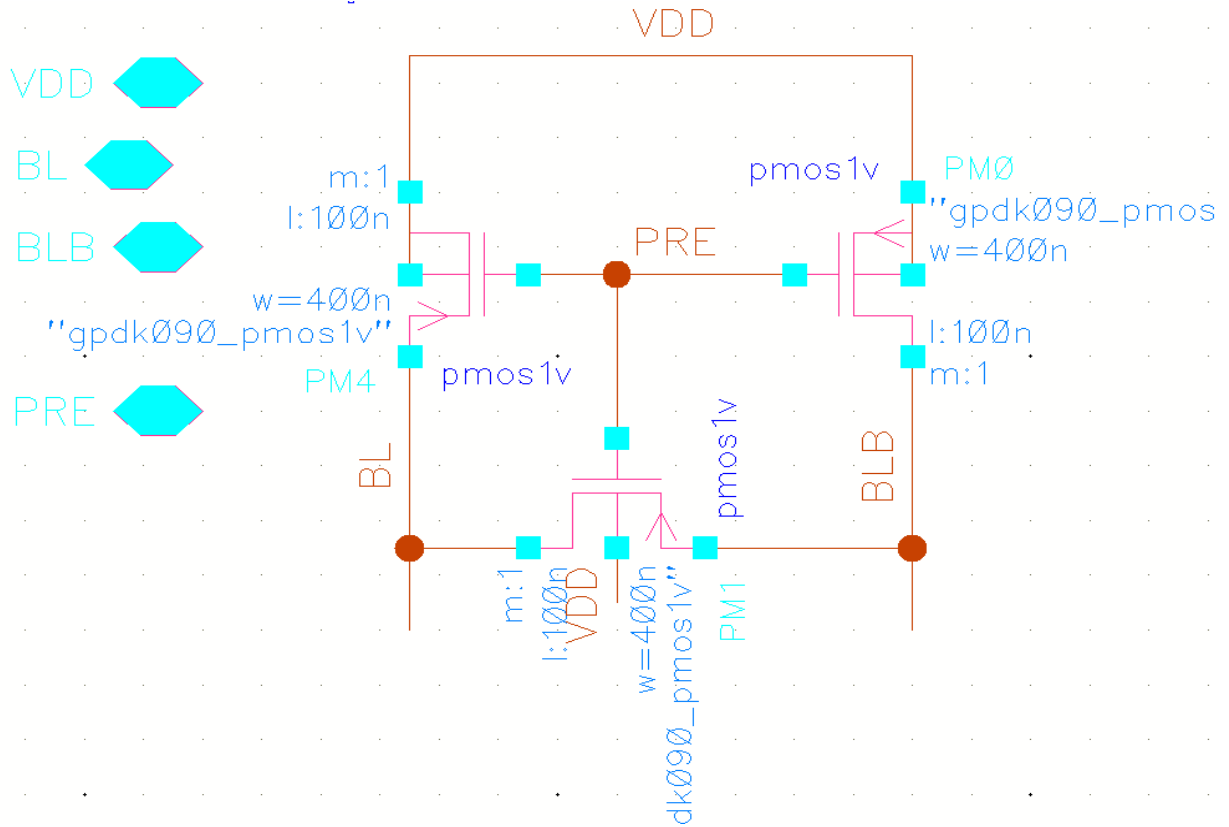 VDD
VDD
BL
BLB
PRE
m:1
l:100n
w=400n
"gpdk090_pmos1v"
PM4
pmos1v
PRE
pmos1v
PM0
"gpdk090_pmos
w=400n
l:100n
m:1
BL
BLB
pmos1v
m:1
l:100n
VDD
w=400n
dk090_pmos1v"
PM1